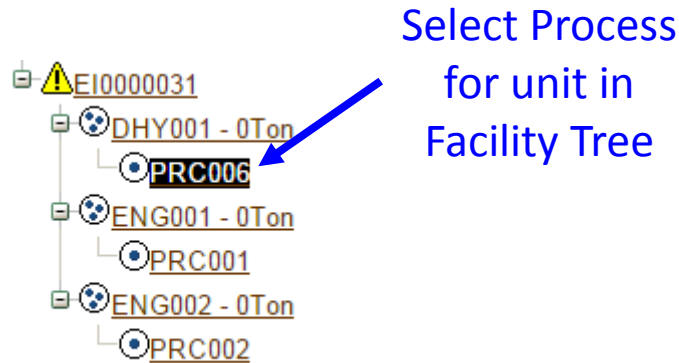 Select Process
for unit in
Facility Tree
EI0000031
DHY001 - 0Ton
PRC006
ENG001 - 0Ton
PRC001
ENG002 - 0Ton
PRC002